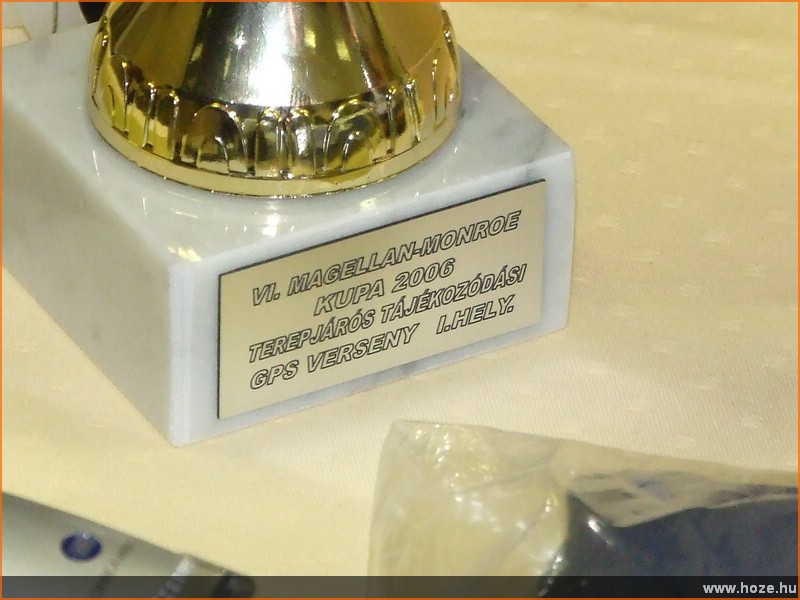 VI. MAGELLAN-MONROE
KUPA 2006
TEREPJÁRÓS TÁJÉKOZÓDÁSI
GPS VERSENY I.HELY.
www.hoze.hu